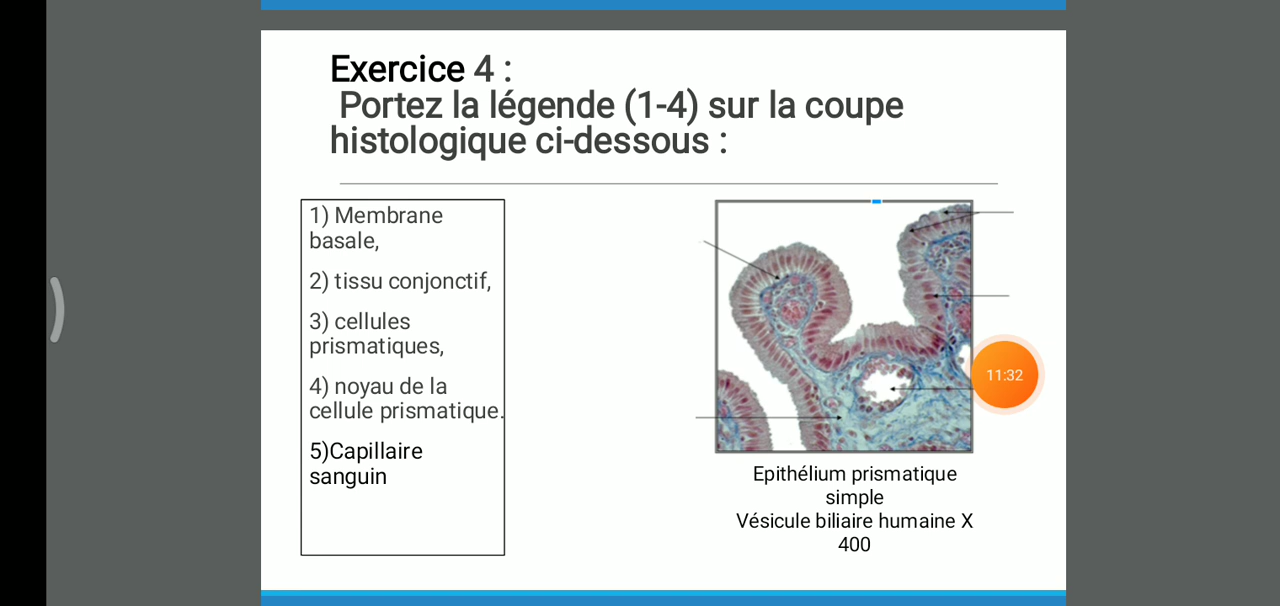 Exercice 4 :
Portez la légende (1-4) sur la coupe
histologique ci-dessous :
1) Membrane
basale,
2) tissu conjonctif,
3) cellules
prismatiques,
4) noyau de la
cellule prismatique.
5)Capillaire
sanguin
11:32
Epithélium prismatique
simple
Vésicule biliaire humaine X
400